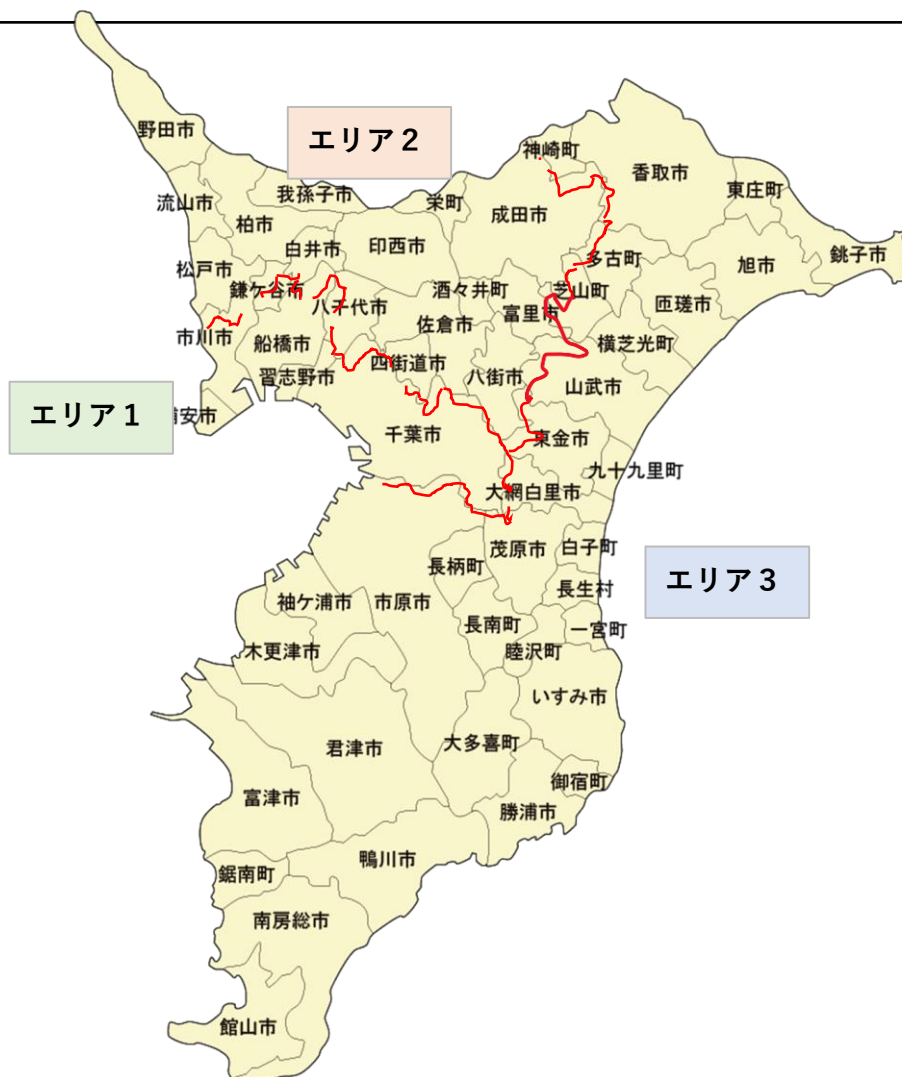 野田市
エリア２
神崎町
香取市
流山市
我孫子市
栄町
成田市
東庄町
柏市
白井市
印西市
松戸市
鎌ケ谷市
酒々井町
多古町
旭市
銚子市
芝山町
八千代市
富里市
匝瑳市
市川市
船橋市
佐倉市
横芝光町
習志野市
四街道市
八街市
山武市
エリア１
安市
千葉市
東金市
九十九里町
大網白里市
茂原市
白子町
長柄町
エリア３
長生村
袖ケ浦市
市原市
長南町
一宮町
木更津市
睦沢町
いすみ市
君津市
大多喜町
御宿町
富津市
勝浦市
鴨川市
鋸南町
南房総市
館山市